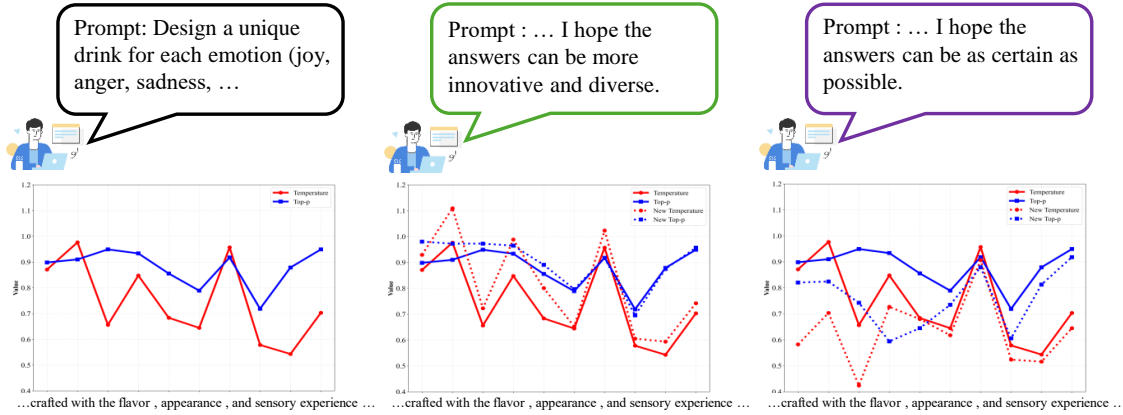 Prompt: Design a unique
drink for each emotion (joy,
anger, sadness, …
Prompt : … I hope the
answers can be more
innovative and diverse.
Prompt : … I hope the
answers can be as certain as
possible.
1.2
1.1
1.0
0.9
0.8
0.7
0.6
0.5
0.4
Value
Temperature
Top-p
…crafted with the flavor , appearance , and sensory experience …
1.2
1.1
1.0
0.9
0.8
0.7
0.6
0.5
0.4
Value
Temperature
Top-p
New Temperature
New Top-p
…crafted with the flavor , appearance , and sensory experience …
1.2
1.1
1.0
0.9
0.8
0.7
0.6
0.5
0.4
Value
Temperature
Top-p
New Temperature
New Top-p
…crafted with the flavor , appearance , and sensory experience …